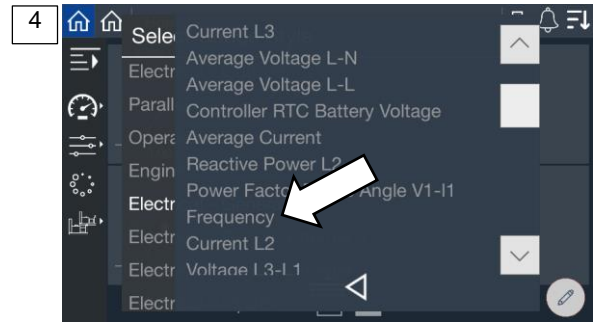 4
Sele
Current L3
Average Voltage L-N
Electr
Average Voltage L-L
Parall
Controller RTC Battery Voltage
Opera
Average Current
Engin
Reactive Power L2
Power Facto Angle V1-I1
Electr
Frequency
Electr
Current L2
Electr
Voltage L3-L1
Electr